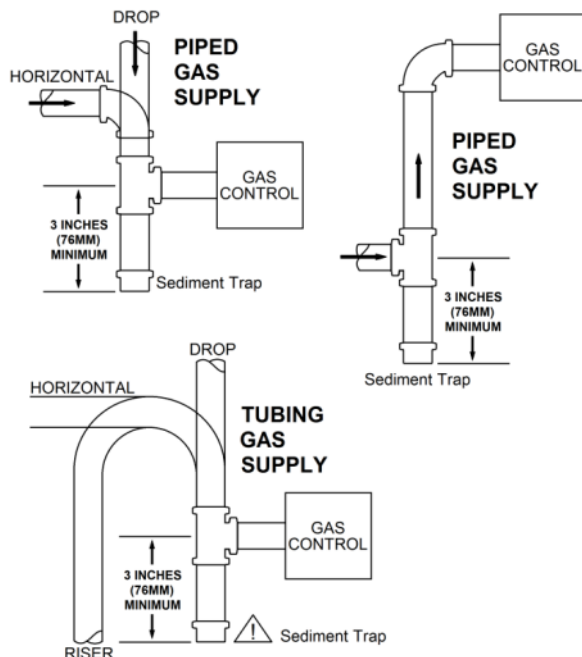 DROP
PIPED
GAS
SUPPLY
HORIZONTAL
GAS
CONTROL
3 INCHES
(76MM)
MINIMUM
Sediment Trap
GAS
CONTROL
PIPED
GAS
SUPPLY
3 INCHES
(76MM)
MINIMUM
Sediment Trap
DROP
HORIZONTAL
TUBING
GAS
SUPPLY
GAS
CONTROL
3 INCHES
(76MM)
MINIMUM
! Sediment Trap
RISER